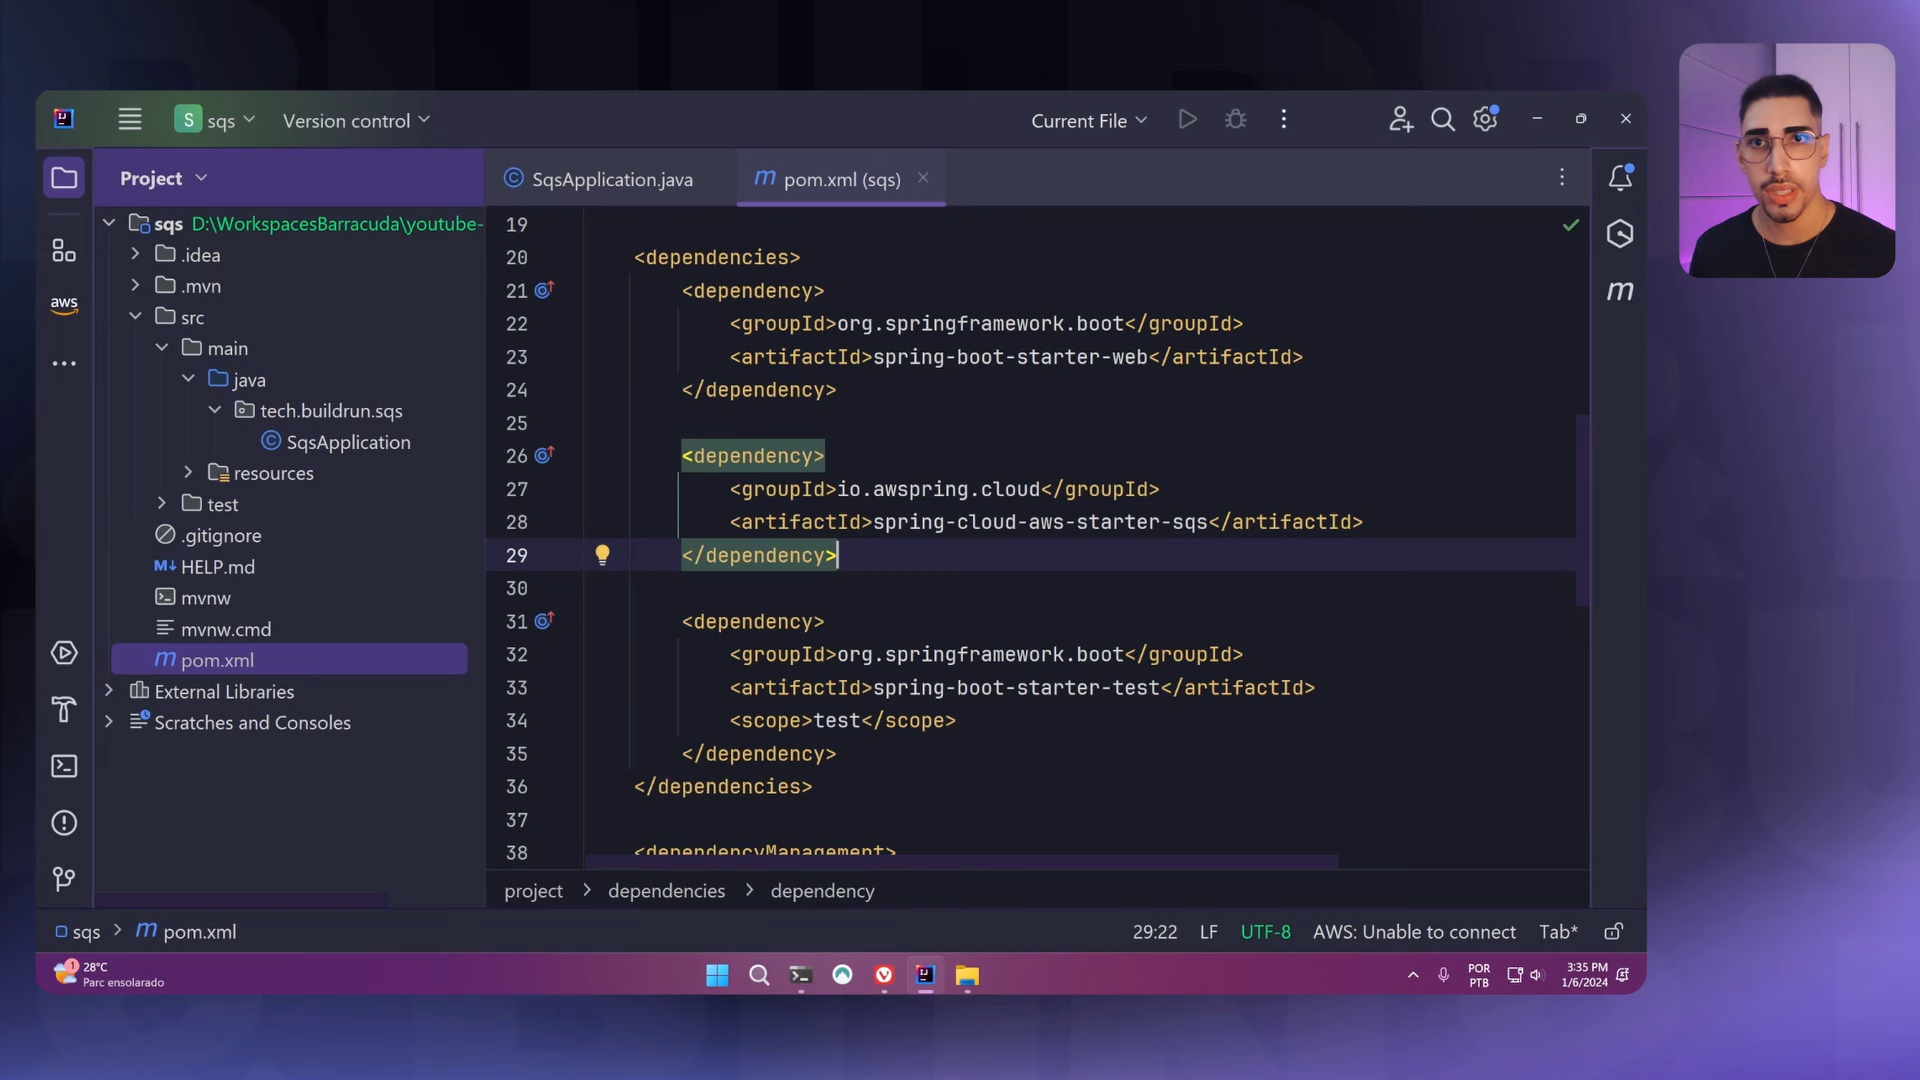 sqs
Version control
Current File
Project
SqsApplication.java
pom.xml (sqs)
sqs D:\WorkspacesBarracuda\youtube-
.idea
.mvn
src
main
java
tech.buildrun.sqs
SqsApplication
resources
test
.gitignore
HELP.md
mvnw
mvnw.cmd
pom.xml
External Libraries
Scratches and Consoles
aws
19
20 <dependencies>
21 <dependency>
22 <groupId>org.springframework.boot</groupId>
23 <artifactId>spring-boot-starter-web</artifactId>
24 </dependency>
25
26 <dependency>
27 <groupId>io.awspring.cloud</groupId>
28 <artifactId>spring-cloud-aws-starter-sqs</artifactId>
29 </dependency>
30
31 <dependency>
32 <groupId>org.springframework.boot</groupId>
33 <artifactId>spring-boot-starter-test</artifactId>
34 <scope>test</scope>
35 </dependency>
36 </dependencies>
37
38 <dependencyManagement>
project > dependencies > dependency
sqs > pom.xml
29:22 LF UTF-8 AWS: Unable to connect Tab*
1
28°C
Parc ensolarado
POR
PTB
3:35 PM
1/6/2024